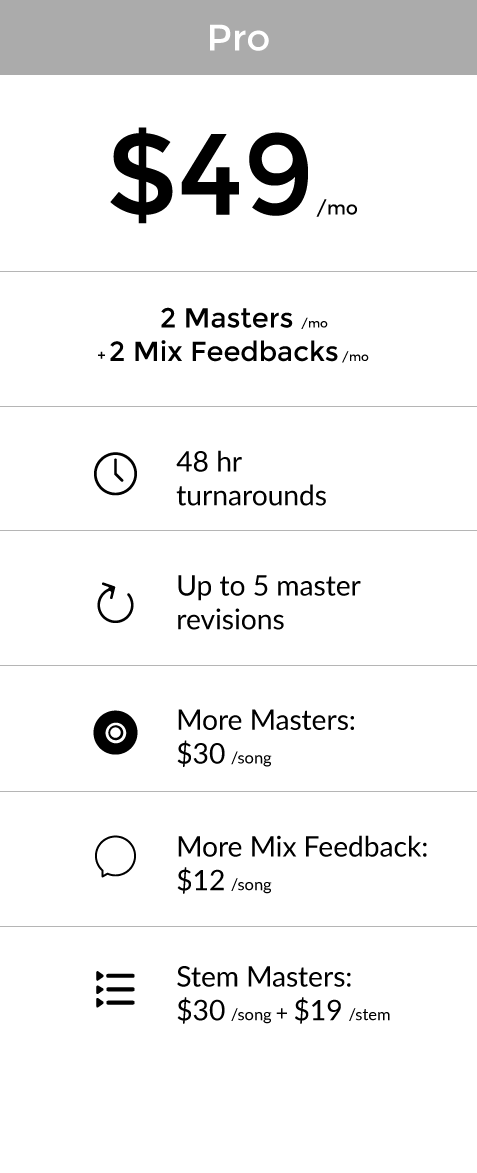 Pro
$49 /mo
2 Masters /mo
+ 2 Mix Feedbacks /mo
48 hr
turnarounds
Up to 5 master
revisions
More Masters:
$30 /song
More Mix Feedback:
$12 /song
Stem Masters:
$30 /song + $19 /stem